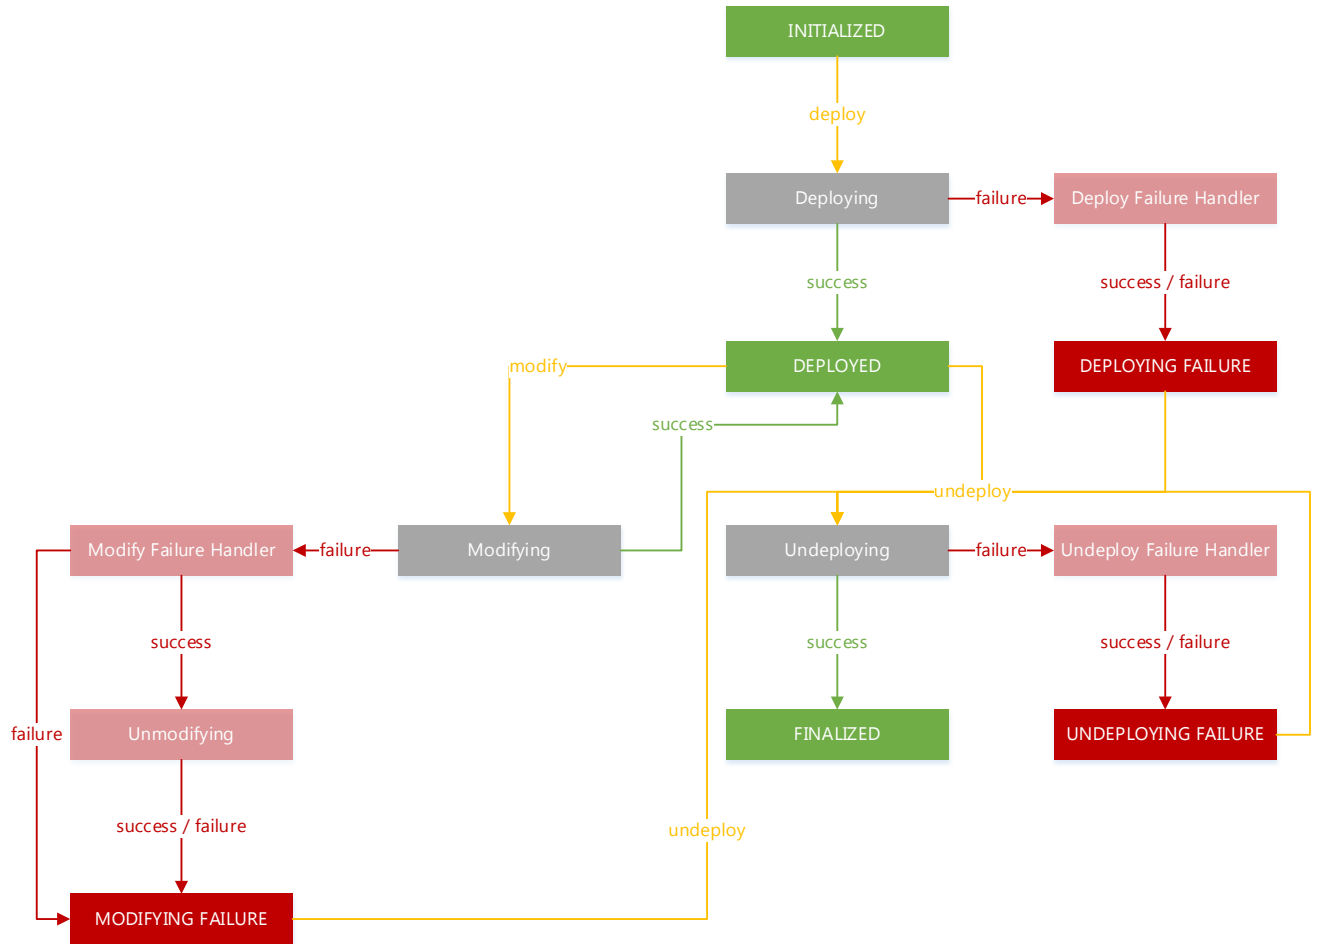 INITIALIZED
deploy
Deploying
failure
Deploy Failure Handler
success
success / failure
modify
DEPLOYED
DEPLOYING FAILURE
success
undeploy
Modify Failure Handler
failure
Modifying
Undeploying
failure
Undeploy Failure Handler
success
success
success / failure
failure
Unmodifying
FINALIZED
UNDEPLOYING FAILURE
success / failure
undeploy
MODIFYING FAILURE